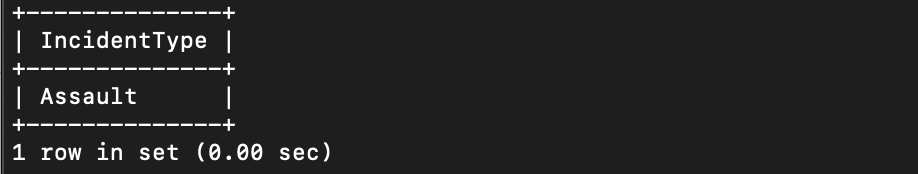 +--------------+
| IncidentType |
+--------------+
| Assault      |
+--------------+
1 row in set (0.00 sec)